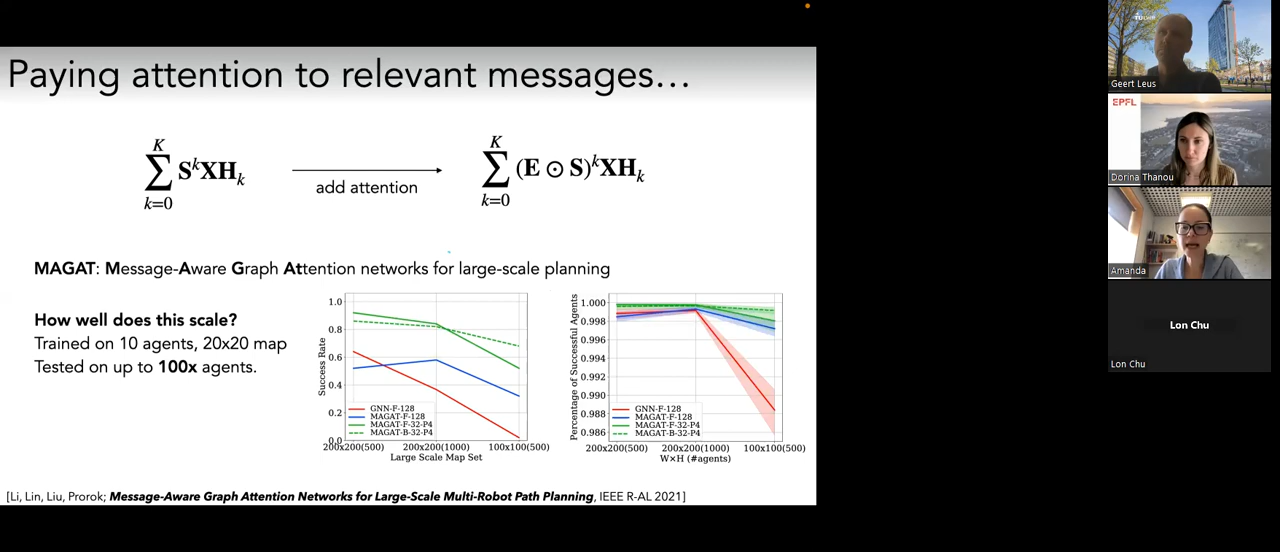 Paying attention to relevant messages…
K
∑ SᵏXHₖ
k=0
add attention
K
∑ (E ⊙ S)ᵏXHₖ
k=0
MAGAT: Message-Aware Graph Attention networks for large-scale planning
How well does this scale?
Trained on 10 agents, 20x20 map
Tested on up to 100x agents.
Success Rate
1.0
0.8
0.6
0.4
0.2
0.0
GNN-F-128
MAGAT-F-128
MAGAT-F-32-P4
MAGAT-B-32-P4
200x200(500) 200x200(1000) 100x100(500)
Large Scale Map Set
Percentage of Successful Agents
1.000
0.998
0.996
0.994
0.992
0.990
0.988
0.986
GNN-F-128
MAGAT-F-128
MAGAT-F-32-P4
MAGAT-B-32-P4
200x200(500) 200x200(1000) 100x100(500)
W×H (#agents)
[Li, Lin, Liu, Prorok; Message-Aware Graph Attention Networks for Large-Scale Multi-Robot Path Planning, IEEE R-AL 2021]
Geert Leus
EPFL
Dorina Thanou
Amanda
Lon Chu
Lon Chu